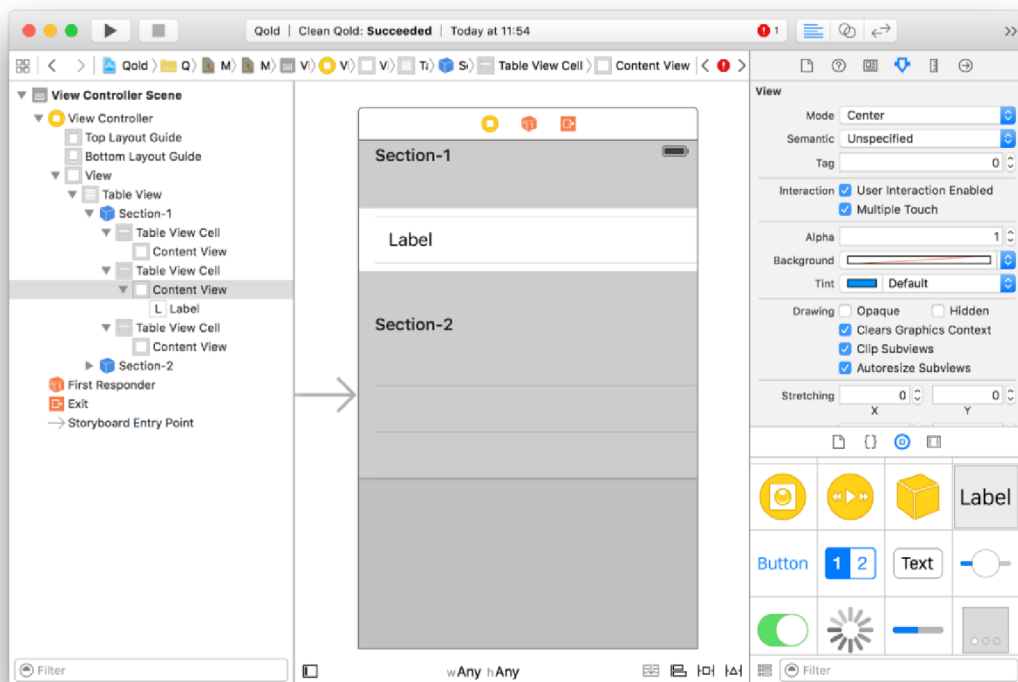 Qold | Clean Qold: Succeeded | Today at 11:54
1
Qold Q M M V V V Ta S Table View Cell Content View
View Controller Scene
View Controller
Top Layout Guide
Bottom Layout Guide
View
Table View
Section-1
Table View Cell
Content View
Table View Cell
Content View
L Label
Table View Cell
Content View
Section-2
First Responder
Exit
Storyboard Entry Point
Filter
Section-1
Label
Section-2
wAny hAny
View
Mode Center
Semantic Unspecified
Tag 0
Interaction User Interaction Enabled
Multiple Touch
Alpha 1
Background
Tint Default
Drawing Opaque Hidden
Clears Graphics Context
Clip Subviews
Autoresize Subviews
Stretching 0 0
X Y
{}
Label
Button 1 2 Text
Filter